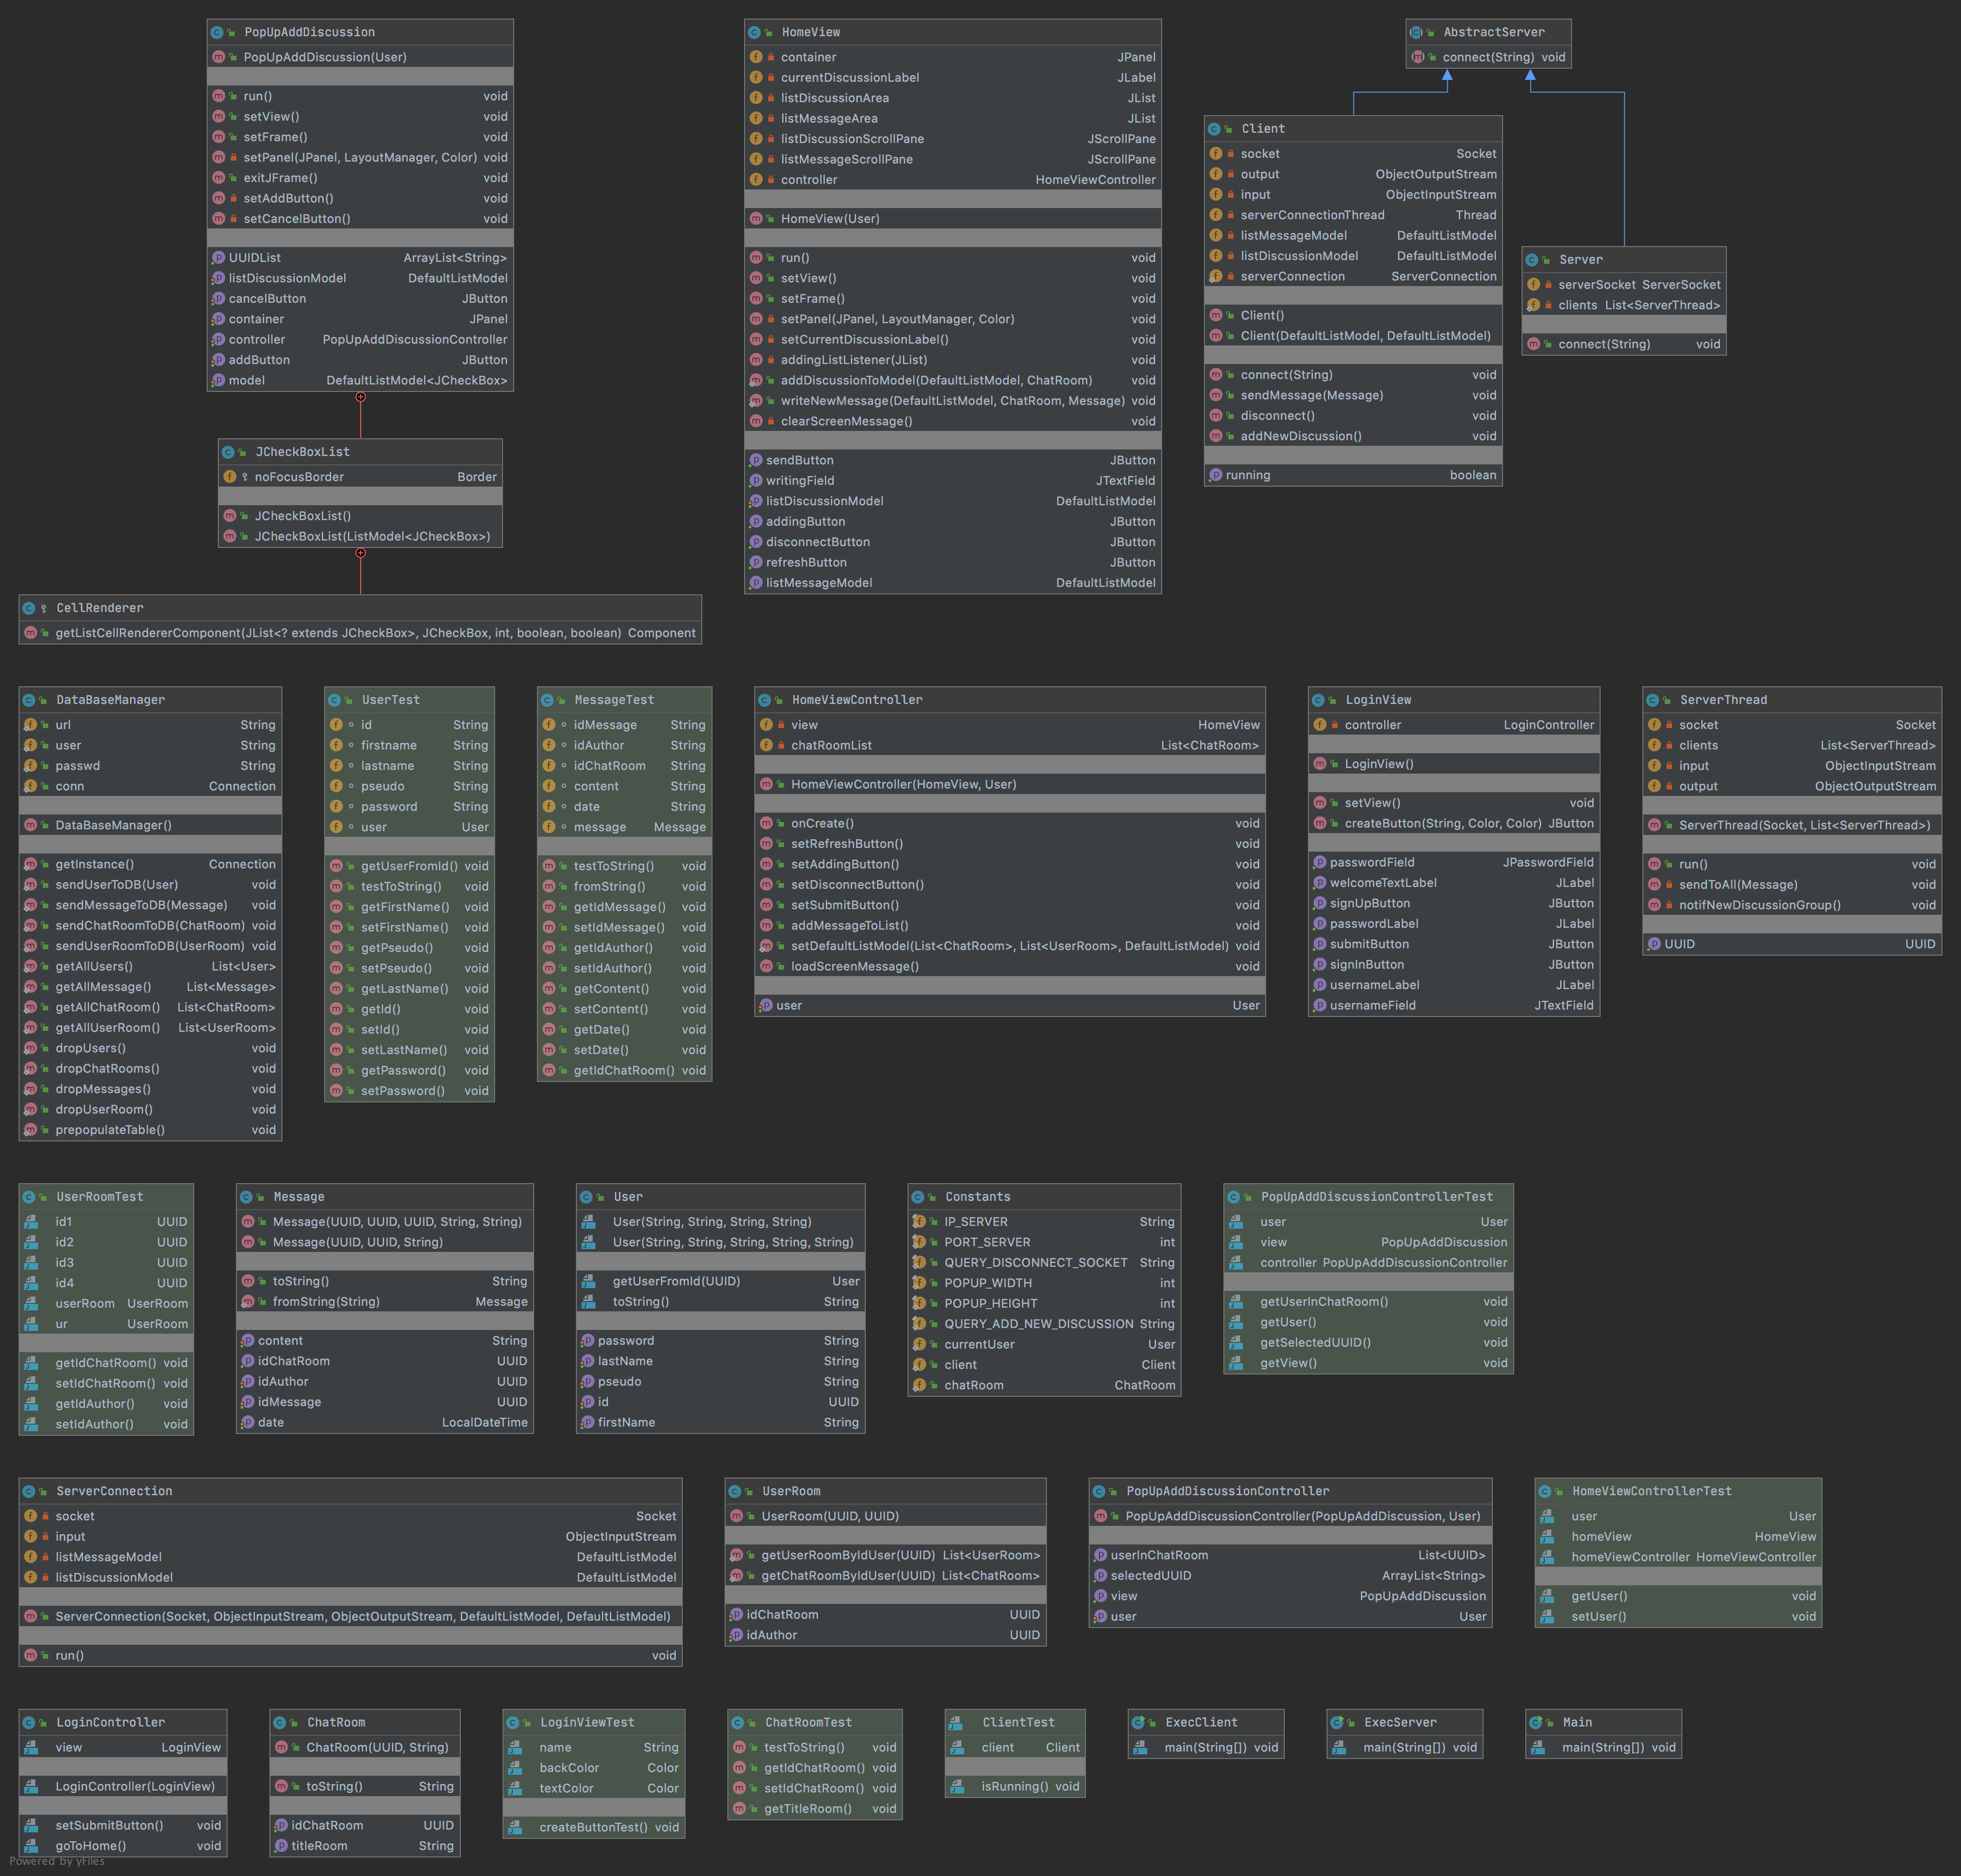 PopUpAddDiscussion
PopUpAddDiscussion(User)
run() void
setView() void
setFrame() void
setPanel(JPanel, LayoutManager, Color) void
exitJFrame() void
setAddButton() void
setCancelButton() void
UUIDList ArrayList<String>
listDiscussionModel DefaultListModel
cancelButton JButton
container JPanel
controller PopUpAddDiscussionController
addButton JButton
model DefaultListModel<JCheckBox>
JCheckBoxList
noFocusBorder Border
JCheckBoxList()
JCheckBoxList(ListModel<JCheckBox>)
CellRenderer
getListCellRendererComponent(JList<? extends JCheckBox>, JCheckBox, int, boolean, boolean) Component
HomeView
container JPanel
currentDiscussionLabel JLabel
listDiscussionArea JList
listMessageArea JList
listDiscussionScrollPane JScrollPane
listMessageScrollPane JScrollPane
controller HomeViewController
HomeView(User)
run() void
setView() void
setFrame() void
setPanel(JPanel, LayoutManager, Color) void
setCurrentDiscussionLabel() void
addingListListener(JList) void
addDiscussionToModel(DefaultListModel, ChatRoom) void
writeNewMessage(DefaultListModel, ChatRoom, Message) void
clearScreenMessage() void
sendButton JButton
writingField JTextField
listDiscussionModel DefaultListModel
addingButton JButton
disconnectButton JButton
refreshButton JButton
listMessageModel DefaultListModel
AbstractServer
connect(String) void
Client
socket Socket
output ObjectOutputStream
input ObjectInputStream
serverConnectionThread Thread
listMessageModel DefaultListModel
listDiscussionModel DefaultListModel
serverConnection ServerConnection
Client()
Client(DefaultListModel, DefaultListModel)
connect(String) void
sendMessage(Message) void
disconnect() void
addNewDiscussion() void
running boolean
Server
serverSocket ServerSocket
clients List<ServerThread>
connect(String) void
DataBaseManager
url String
user String
passwd String
conn Connection
DataBaseManager()
getInstance() Connection
sendUserToDB(User) void
sendMessageToDB(Message) void
sendChatRoomToDB(ChatRoom) void
sendUserRoomToDB(UserRoom) void
getAllUsers() List<User>
getAllMessage() List<Message>
getAllChatRoom() List<ChatRoom>
getAllUserRoom() List<UserRoom>
dropUsers() void
dropChatRooms() void
dropMessages() void
dropUserRoom() void
prepopulateTable() void
UserTest
id String
firstname String
lastname String
pseudo String
password String
user User
getUserFromId() void
testToString() void
getFirstName() void
setFirstName() void
getPseudo() void
setPseudo() void
getLastName() void
getId() void
setId() void
setLastName() void
getPassword() void
setPassword() void
MessageTest
idMessage String
idAuthor String
idChatRoom String
content String
date String
message Message
testToString() void
fromString() void
getIdMessage() void
setIdMessage() void
getIdAuthor() void
setIdAuthor() void
getContent() void
setContent() void
getDate() void
setDate() void
getIdChatRoom() void
HomeViewController
view HomeView
chatRoomList List<ChatRoom>
HomeViewController(HomeView, User)
onCreate() void
setRefreshButton() void
setAddingButton() void
setDisconnectButton() void
setSubmitButton() void
addMessageToList() void
setDefaultListModel(List<ChatRoom>, List<UserRoom>, DefaultListModel) void
loadScreenMessage() void
user User
LoginView
controller LoginController
LoginView()
setView() void
createButton(String, Color, Color) JButton
passwordField JPasswordField
welcomeTextLabel JLabel
signUpButton JButton
passwordLabel JLabel
submitButton JButton
signInButton JButton
usernameLabel JLabel
usernameField JTextField
ServerThread
socket Socket
clients List<ServerThread>
input ObjectInputStream
output ObjectOutputStream
ServerThread(Socket, List<ServerThread>)
run() void
sendToAll(Message) void
notifNewDiscussionGroup() void
UUID UUID
UserRoomTest
id1 UUID
id2 UUID
id3 UUID
id4 UUID
userRoom UserRoom
ur UserRoom
getIdChatRoom() void
setIdChatRoom() void
getIdAuthor() void
setIdAuthor() void
Message
Message(UUID, UUID, UUID, String, String)
Message(UUID, UUID, String)
toString() String
fromString(String) Message
content String
idChatRoom UUID
idAuthor UUID
idMessage UUID
date LocalDateTime
User
User(String, String, String, String)
User(String, String, String, String, String)
getUserFromId(UUID) User
toString() String
password String
lastName String
pseudo String
id UUID
firstName String
Constants
IP_SERVER String
PORT_SERVER int
QUERY_DISCONNECT_SOCKET String
POPUP_WIDTH int
POPUP_HEIGHT int
QUERY_ADD_NEW_DISCUSSION String
currentUser User
client Client
chatRoom ChatRoom
PopUpAddDiscussionControllerTest
user User
view PopUpAddDiscussion
controller PopUpAddDiscussionController
getUserInChatRoom() void
getUser() void
getSelectedUUID() void
getView() void
ServerConnection
socket Socket
input ObjectInputStream
listMessageModel DefaultListModel
listDiscussionModel DefaultListModel
ServerConnection(Socket, ObjectInputStream, ObjectOutputStream, DefaultListModel, DefaultListModel)
run() void
UserRoom
UserRoom(UUID, UUID)
getUserRoomByIdUser(UUID) List<UserRoom>
getChatRoomByIdUser(UUID) List<ChatRoom>
idChatRoom UUID
idAuthor UUID
PopUpAddDiscussionController
PopUpAddDiscussionController(PopUpAddDiscussion, User)
userInChatRoom List<UUID>
selectedUUID ArrayList<String>
view PopUpAddDiscussion
user User
HomeViewControllerTest
user User
homeView HomeView
homeViewController HomeViewController
getUser() void
setUser() void
LoginController
view LoginView
LoginController(LoginView)
setSubmitButton() void
goToHome() void
ChatRoom
ChatRoom(UUID, String)
toString() String
idChatRoom UUID
titleRoom String
LoginViewTest
name String
backColor Color
textColor Color
createButtonTest() void
ChatRoomTest
testToString() void
getIdChatRoom() void
setIdChatRoom() void
getTitleRoom() void
ClientTest
client Client
isRunning() void
ExecClient
main(String[]) void
ExecServer
main(String[]) void
Main
main(String[]) void
Powered by yFiles